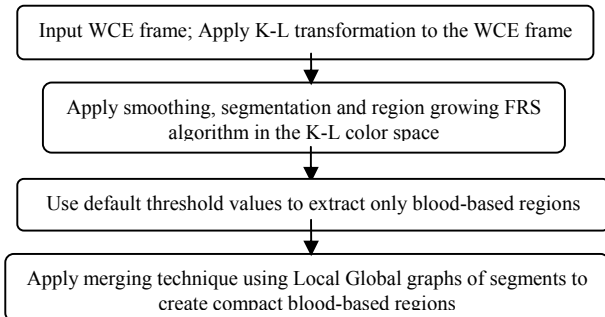 Input WCE frame; Apply K-L transformation to the WCE frame
Apply smoothing, segmentation and region growing FRS
algorithm in the K-L color space
Use default threshold values to extract only blood-based regions
Apply merging technique using Local Global graphs of segments to
create compact blood-based regions